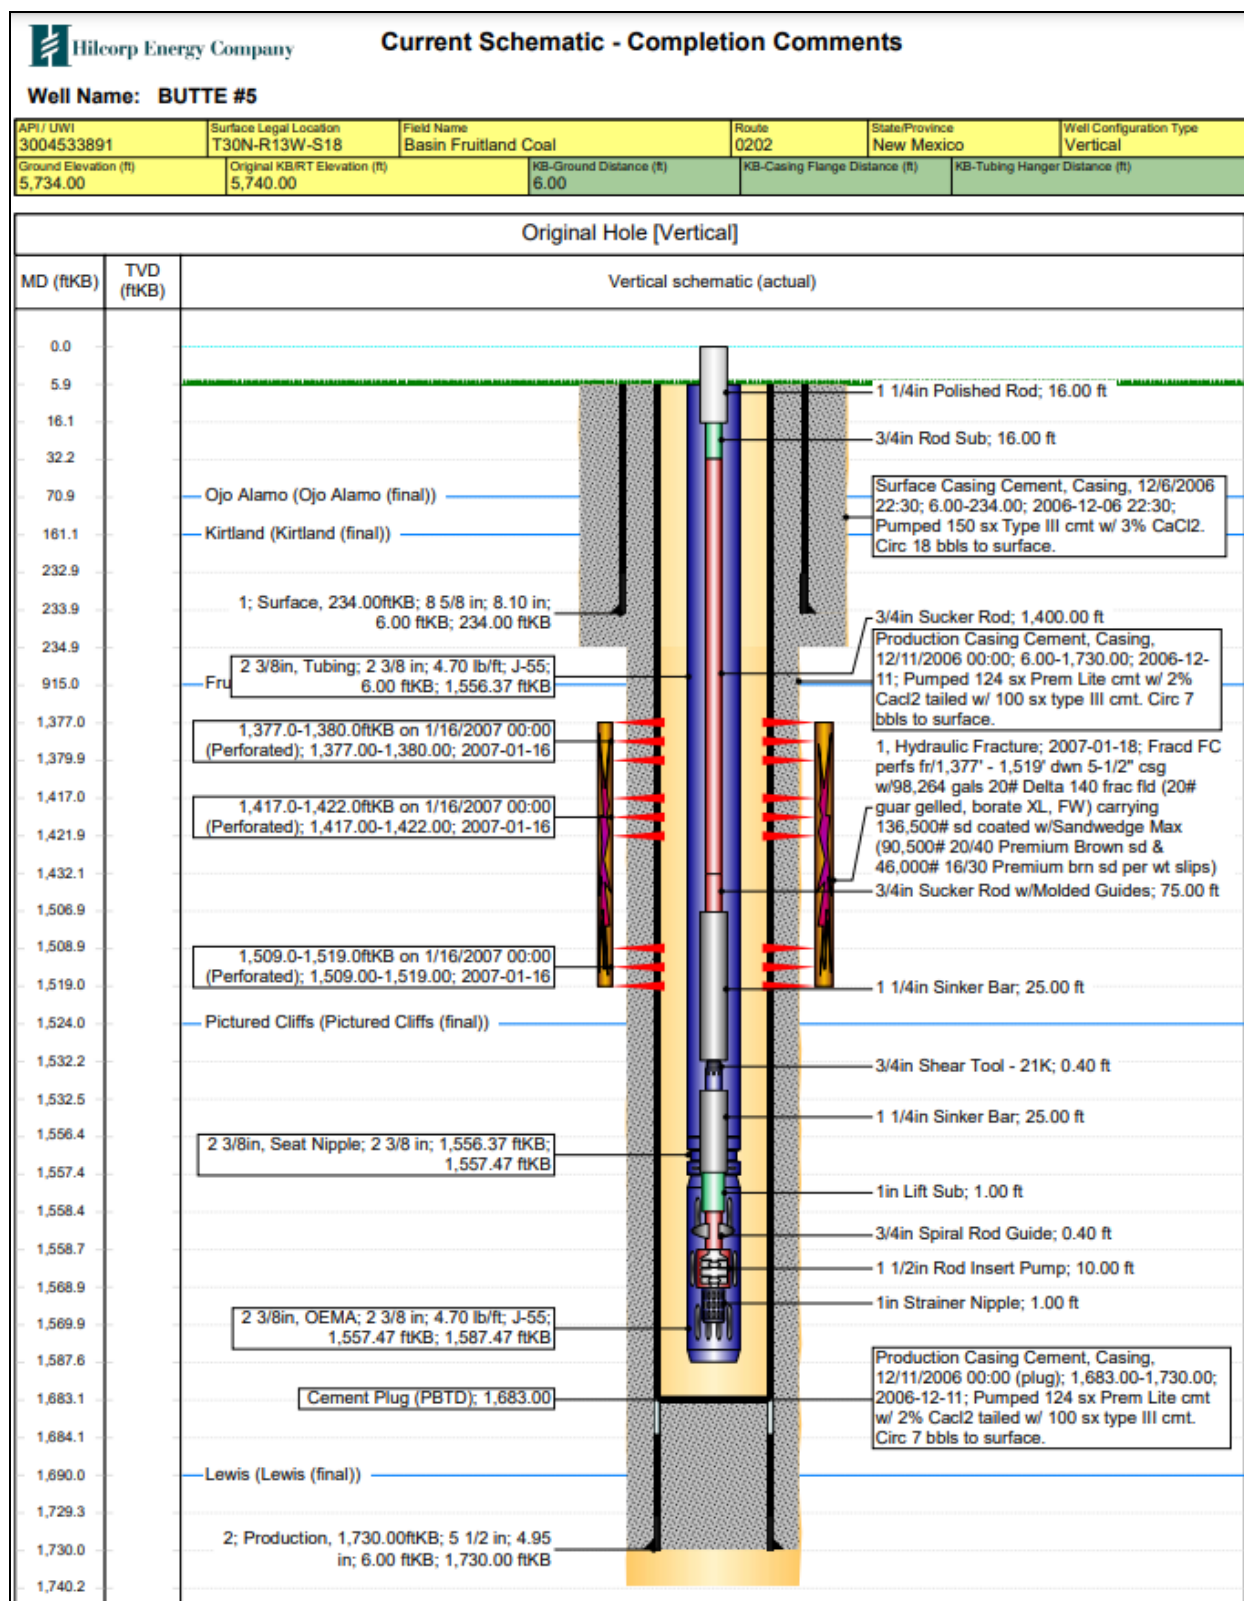 Hilcorp Energy Company
Current Schematic - Completion Comments
Well Name: BUTTE #5
API / UWI
3004533891
Surface Legal Location
T30N-R13W-S18
Field Name
Basin Fruitland Coal
Route
0202
State/Province
New Mexico
Well Configuration Type
Vertical
Ground Elevation (ft)
5,734.00
Original KB/RT Elevation (ft)
5,740.00
KB-Ground Distance (ft)
6.00
KB-Casing Flange Distance (ft)
KB-Tubing Hanger Distance (ft)
Original Hole [Vertical]
MD (ftKB)
TVD
(ftKB)
Vertical schematic (actual)
0.0
5.9
16.1
32.2
70.9
161.1
232.9
233.9
234.9
915.0
1,377.0
1,379.9
1,417.0
1,421.9
1,432.1
1,506.9
1,508.9
1,519.0
1,524.0
1,532.2
1,532.5
1,556.4
1,557.4
1,558.4
1,558.7
1,568.9
1,569.9
1,587.6
1,683.1
1,684.1
1,690.0
1,729.3
1,730.0
1,740.2
Ojo Alamo (Ojo Alamo (final))
Kirtland (Kirtland (final))
1; Surface, 234.00ftKB; 8 5/8 in; 8.10 in;
6.00 ftKB; 234.00 ftKB
2 3/8in, Tubing; 2 3/8 in; 4.70 lb/ft; J-55;
6.00 ftKB; 1,556.37 ftKB
Fru
1,377.0-1,380.0ftKB on 1/16/2007 00:00
(Perforated); 1,377.00-1,380.00; 2007-01-16
1,417.0-1,422.0ftKB on 1/16/2007 00:00
(Perforated); 1,417.00-1,422.00; 2007-01-16
1,509.0-1,519.0ftKB on 1/16/2007 00:00
(Perforated); 1,509.00-1,519.00; 2007-01-16
Pictured Cliffs (Pictured Cliffs (final))
2 3/8in, Seat Nipple; 2 3/8 in; 1,556.37 ftKB;
1,557.47 ftKB
2 3/8in, OEMA; 2 3/8 in; 4.70 lb/ft; J-55;
1,557.47 ftKB; 1,587.47 ftKB
Cement Plug (PBTD); 1,683.00
Lewis (Lewis (final))
2; Production, 1,730.00ftKB; 5 1/2 in; 4.95
in; 6.00 ftKB; 1,730.00 ftKB
1 1/4in Polished Rod; 16.00 ft
3/4in Rod Sub; 16.00 ft
Surface Casing Cement, Casing, 12/6/2006
22:30; 6.00-234.00; 2006-12-06 22:30;
Pumped 150 sx Type III cmt w/ 3% CaCl2.
Circ 18 bbls to surface.
3/4in Sucker Rod; 1,400.00 ft
Production Casing Cement, Casing,
12/11/2006 00:00; 6.00-1,730.00; 2006-12-
11; Pumped 124 sx Prem Lite cmt w/ 2%
Cacl2 tailed w/ 100 sx type III cmt. Circ 7
bbls to surface.
1, Hydraulic Fracture; 2007-01-18; Fracd FC
perfs fr/1,377' - 1,519' dwn 5-1/2" csg
w/98,264 gals 20# Delta 140 frac fld (20#
guar gelled, borate XL, FW) carrying
136,500# sd coated w/Sandwedge Max
(90,500# 20/40 Premium Brown sd &
46,000# 16/30 Premium brn sd per wt slips)
3/4in Sucker Rod w/Molded Guides; 75.00 ft
1 1/4in Sinker Bar; 25.00 ft
3/4in Shear Tool - 21K; 0.40 ft
1 1/4in Sinker Bar; 25.00 ft
1in Lift Sub; 1.00 ft
3/4in Spiral Rod Guide; 0.40 ft
1 1/2in Rod Insert Pump; 10.00 ft
1in Strainer Nipple; 1.00 ft
Production Casing Cement, Casing,
12/11/2006 00:00 (plug); 1,683.00-1,730.00;
2006-12-11; Pumped 124 sx Prem Lite cmt
w/ 2% Cacl2 tailed w/ 100 sx type III cmt.
Circ 7 bbls to surface.